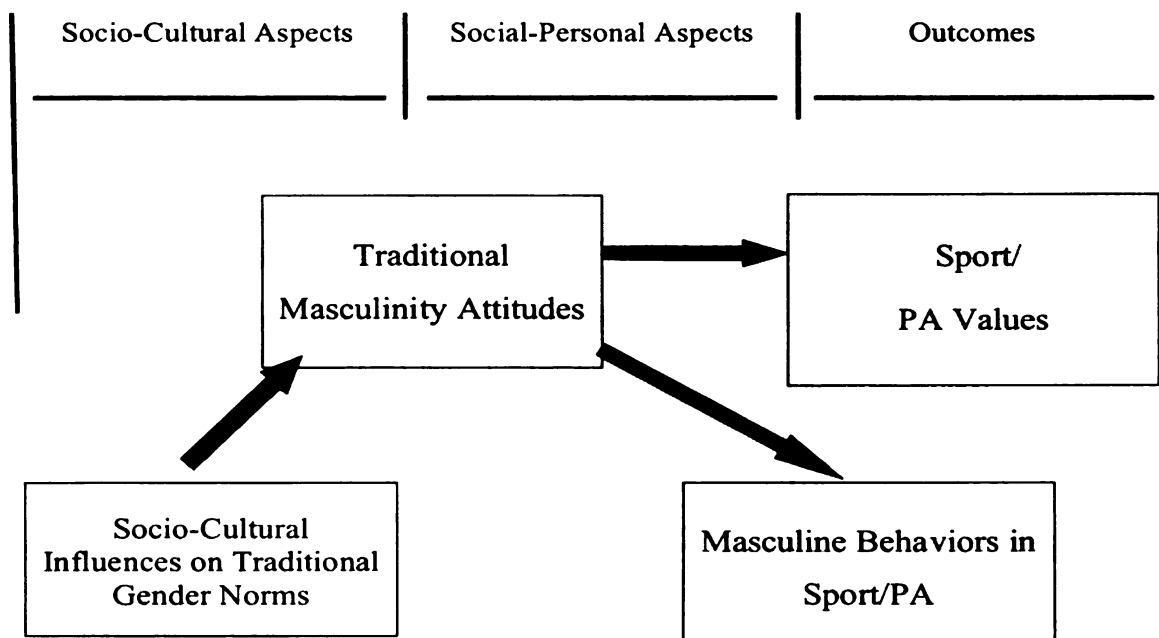 Socio-Cultural Aspects
Social-Personal Aspects
Outcomes
Traditional
Masculinity Attitudes
Sport/
PA Values
Socio-Cultural
Influences on Traditional
Gender Norms
Masculine Behaviors in
Sport/PA